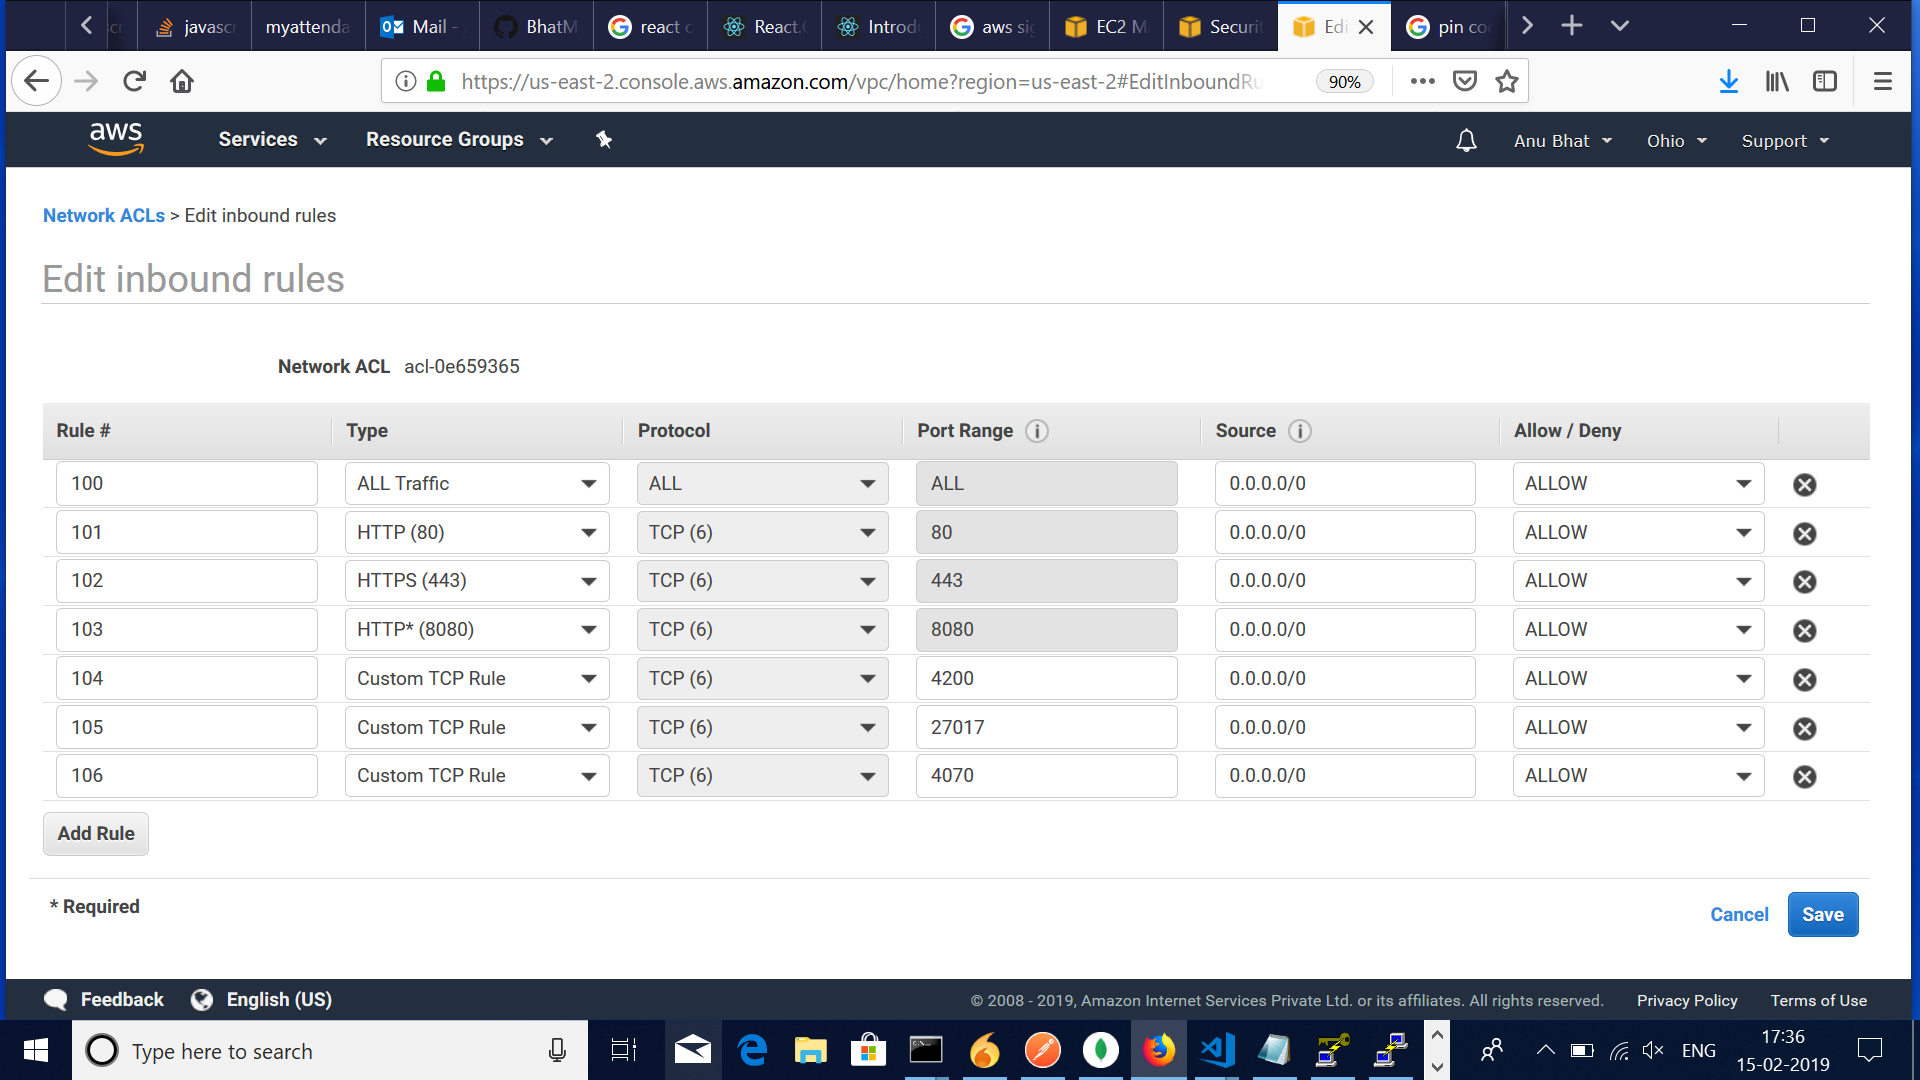 javascr
myattenda
Mail -
BhatM
react c
React.
Introdu
aws sig
EC2 M
Securit
Edi
pin co
https://us-east-2.console.aws.amazon.com/vpc/home?region=us-east-2#EditInboundRu
90%
aws
Services
Resource Groups
Anu Bhat
Ohio
Support
Network ACLs > Edit inbound rules
Edit inbound rules
Network ACL acl-0e659365
Rule # Type Protocol Port Range Source Allow / Deny
100 ALL Traffic ALL ALL 0.0.0.0/0 ALLOW
101 HTTP (80) TCP (6) 80 0.0.0.0/0 ALLOW
102 HTTPS (443) TCP (6) 443 0.0.0.0/0 ALLOW
103 HTTP* (8080) TCP (6) 8080 0.0.0.0/0 ALLOW
104 Custom TCP Rule TCP (6) 4200 0.0.0.0/0 ALLOW
105 Custom TCP Rule TCP (6) 27017 0.0.0.0/0 ALLOW
106 Custom TCP Rule TCP (6) 4070 0.0.0.0/0 ALLOW
Add Rule
* Required
Cancel
Save
Feedback
English (US)
© 2008 - 2019, Amazon Internet Services Private Ltd. or its affiliates. All rights reserved.
Privacy Policy
Terms of Use
Type here to search
ENG
17:36
15-02-2019